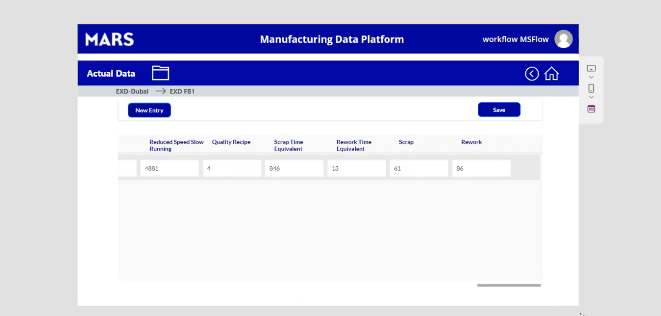 MARS
Manufacturing Data Platform
workflow MSFlow
Actual Data
EXD-Dubai
EXD FB1
New Entry
Save
Reduced Speed Slow
Running
Quality Recipe
Scrap Time
Equivalent
Rework Time
Equivalent
Scrap
Rework
4881
4
846
13
61
86